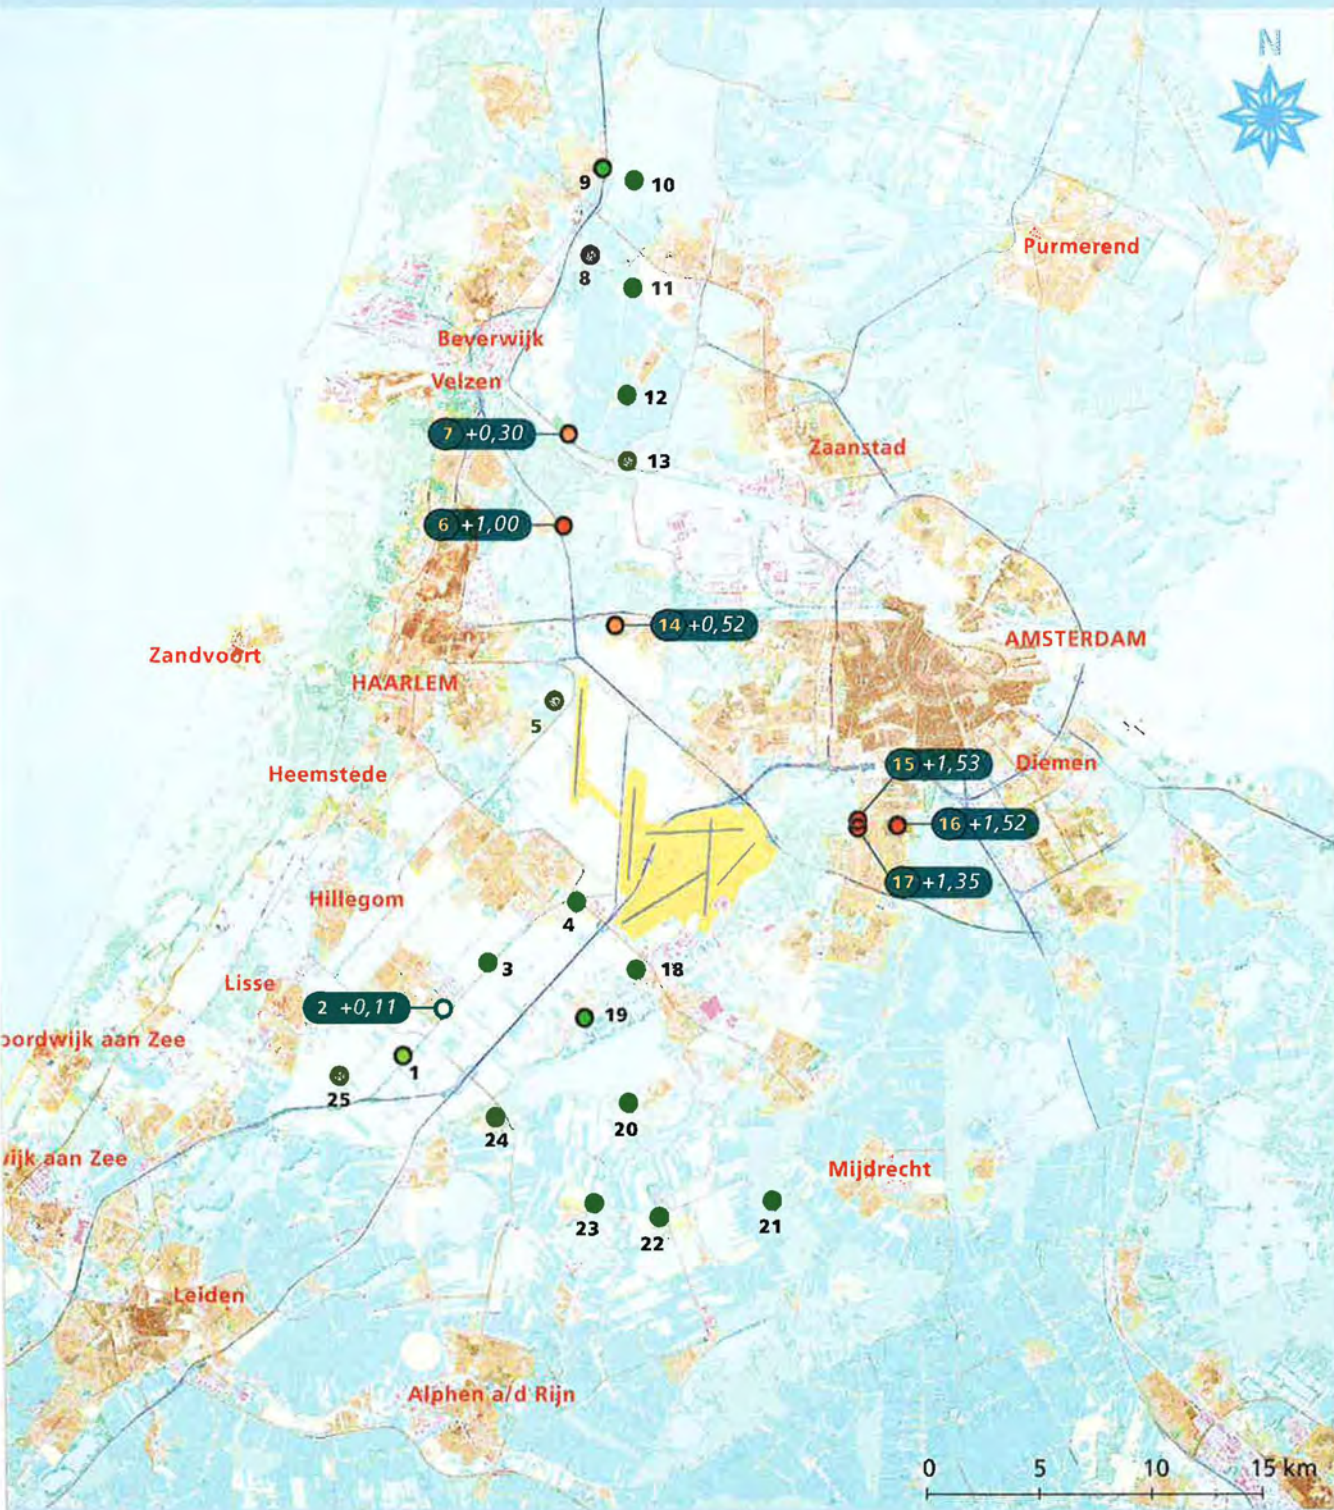 N
9
10
Purmerend
8
11
Beverwijk
Velzen
12
7 +0,30
Zaanstad
13
6 +1,00
14 +0,52
AMSTERDAM
Zandvoort
HAARLEM
5
15 +1,53
Diemen
Heemstede
16 +1,52
17 +1,35
Hillegom
4
3
18
Lisse
2 +0,11
19
oordwijk aan Zee
1
25
20
24
ijk aan Zee
Mijdrecht
23
22
21
Leiden
Alphen a/d Rijn
0 5 10 15 km